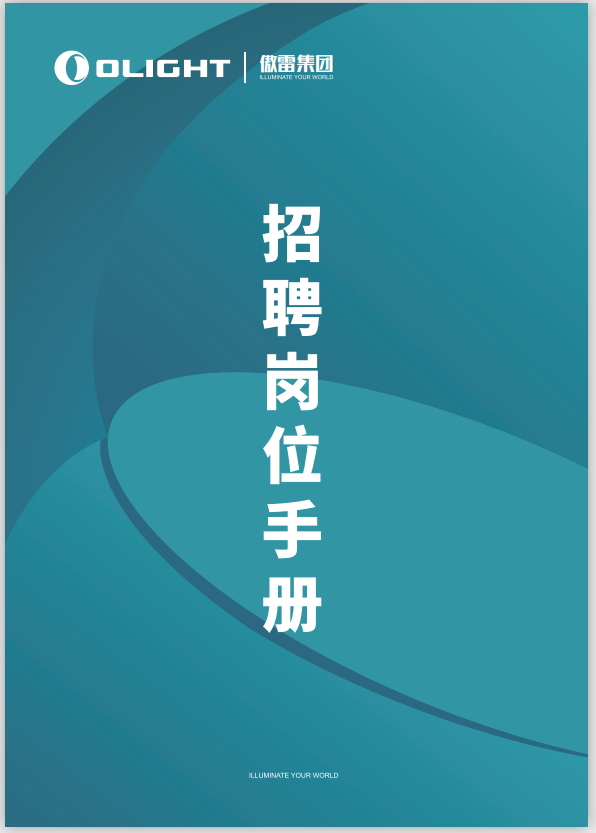 OLIGHT
傲雷集团
ILLUMINATE YOUR WORLD
招聘岗位手册
ILLUMINATE YOUR WORLD